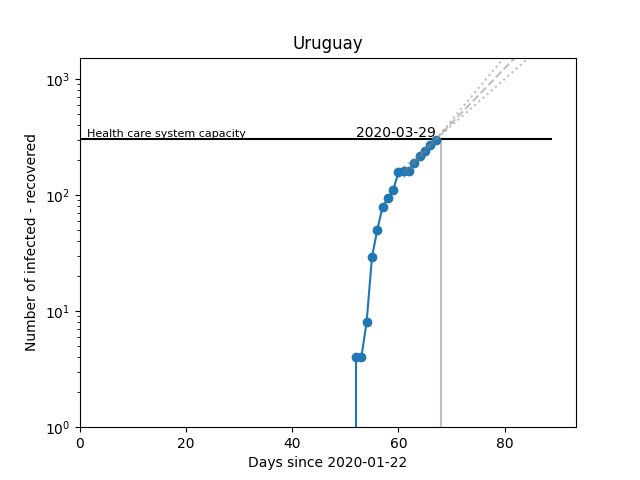 Uruguay
Number of infected - recovered
10³
10²
10¹
10⁰
Health care system capacity
2020-03-29
0 20 40 60 80
Days since 2020-01-22